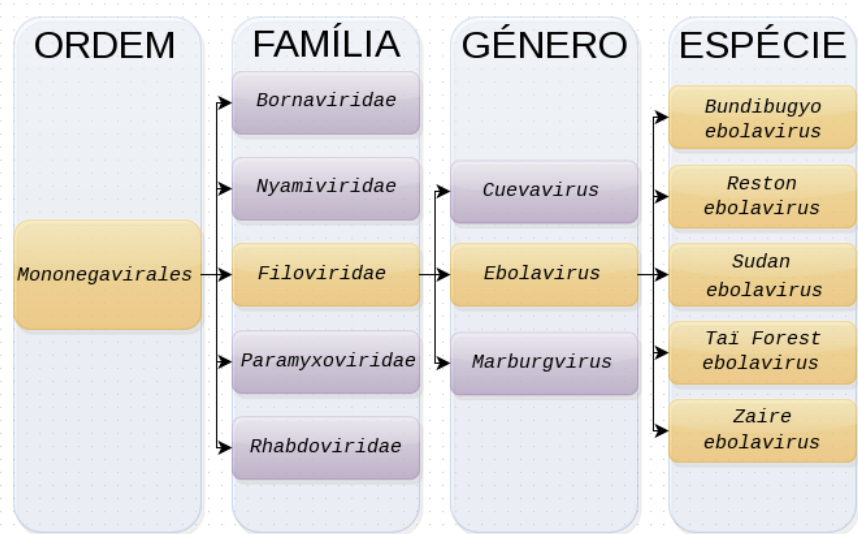 ORDEM
FAMÍLIA
GÉNERO
ESPÉCIE
Mononegavirales
Bornaviridae
Nyamiviridae
Filoviridae
Paramyxoviridae
Rhabdoviridae
Cuevavirus
Ebolavirus
Marburgvirus
Bundibugyo
ebolavirus
Reston
ebolavirus
Sudan
ebolavirus
Taï Forest
ebolavirus
Zaire
ebolavirus